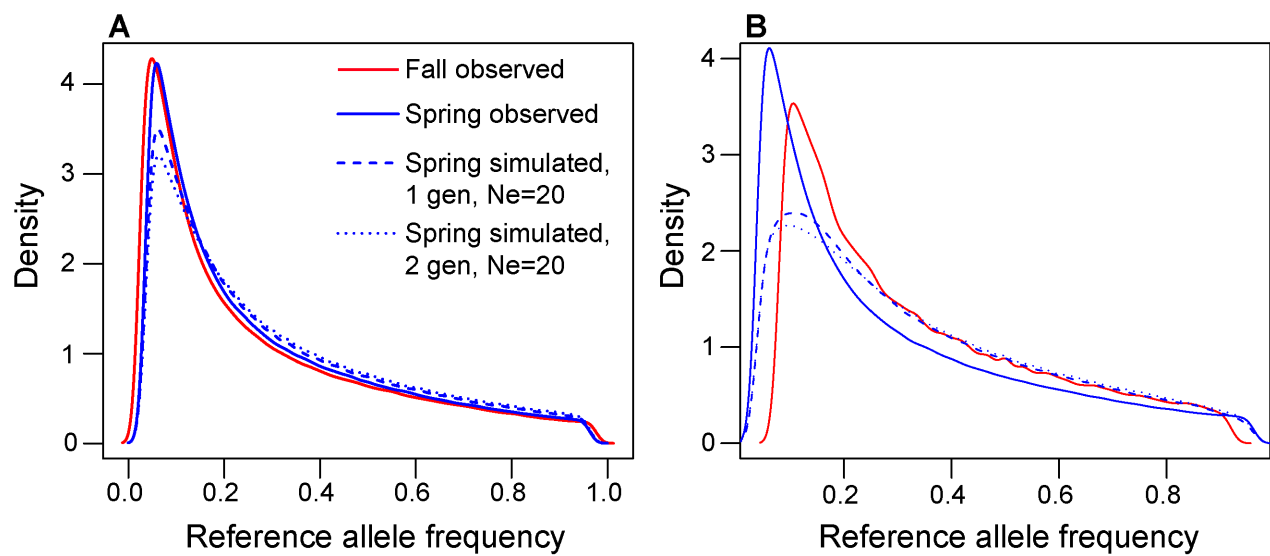 A
B
Fall observed
Spring observed
Spring simulated,
1 gen, Ne=20
Spring simulated,
2 gen, Ne=20
Density
4
3
2
1
0
0.0 0.2 0.4 0.6 0.8 1.0
Reference allele frequency
Density
4
3
2
1
0
0.2 0.4 0.6 0.8
Reference allele frequency